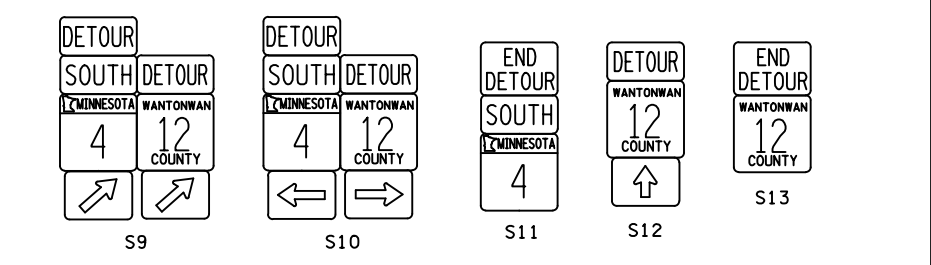 DETOUR
SOUTH DETOUR
MINNESOTA WANTONWAN
4 12
COUNTY
S9
DETOUR
SOUTH DETOUR
MINNESOTA WANTONWAN
4 12
COUNTY
S10
END
DETOUR
SOUTH
MINNESOTA
4
S11
DETOUR
WANTONWAN
12
COUNTY
S12
END
DETOUR
WANTONWAN
12
COUNTY
S13